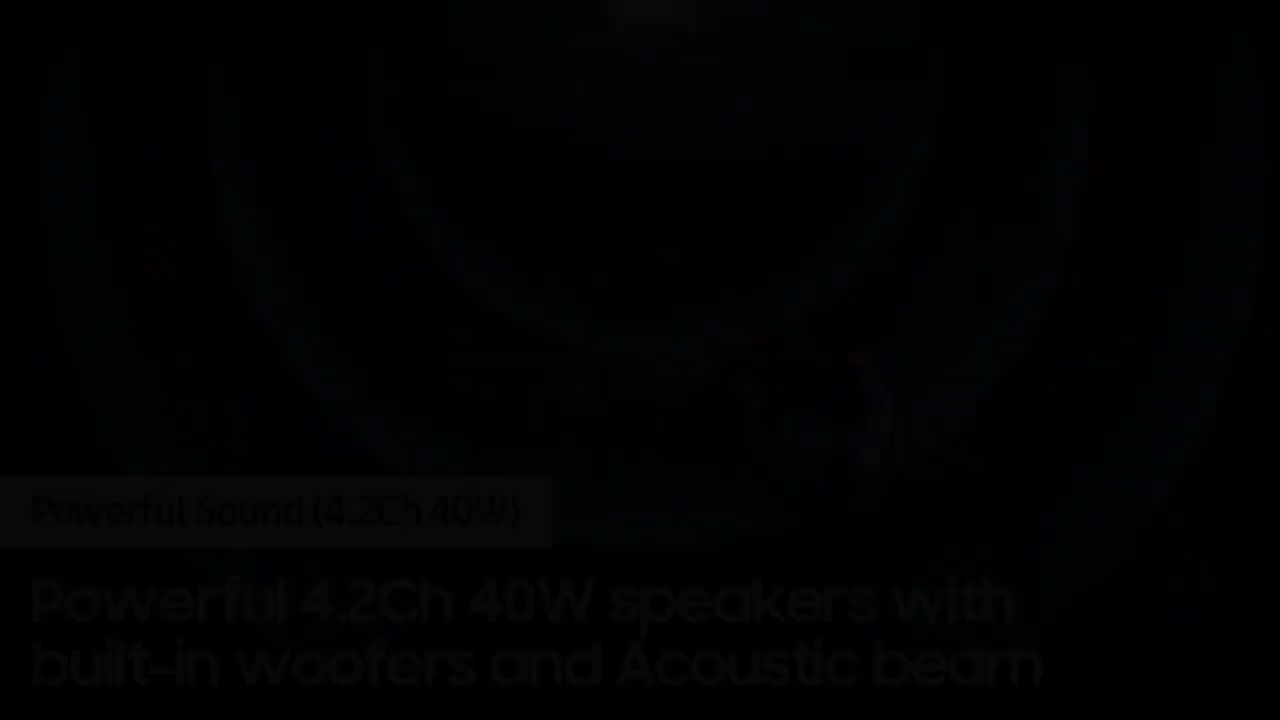 Powerful Sound (4.2Ch 40W)
Powerful 4.2Ch 40W speakers with
built-in woofers and Acoustic beam